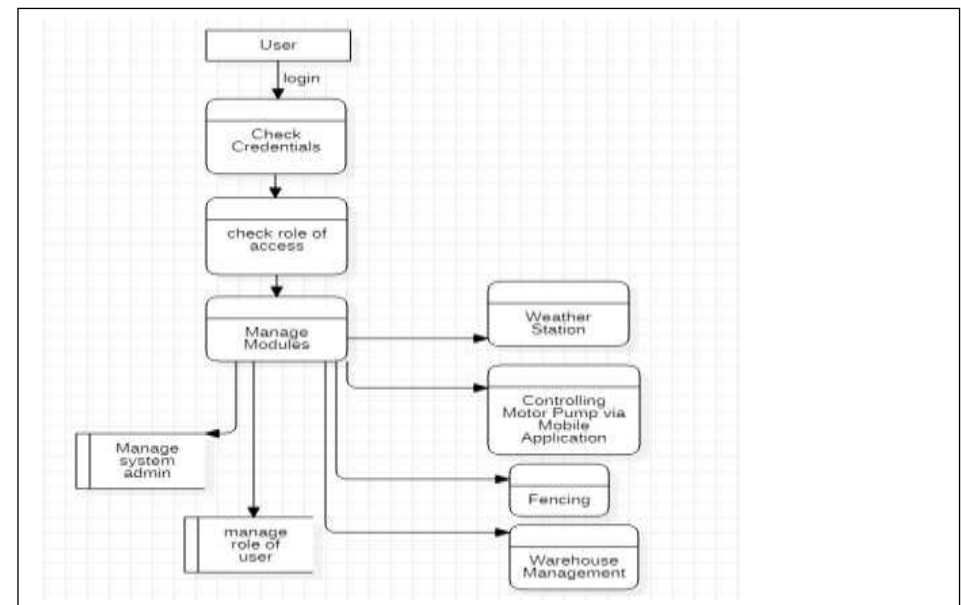 User
login
Check
Credentials
check role of
access
Manage
Modules
Weather
Station
Controlling
Motor Pump via
Mobile
Application
Manage
system
admin
Fencing
manage
role of
user
Warehouse
Management